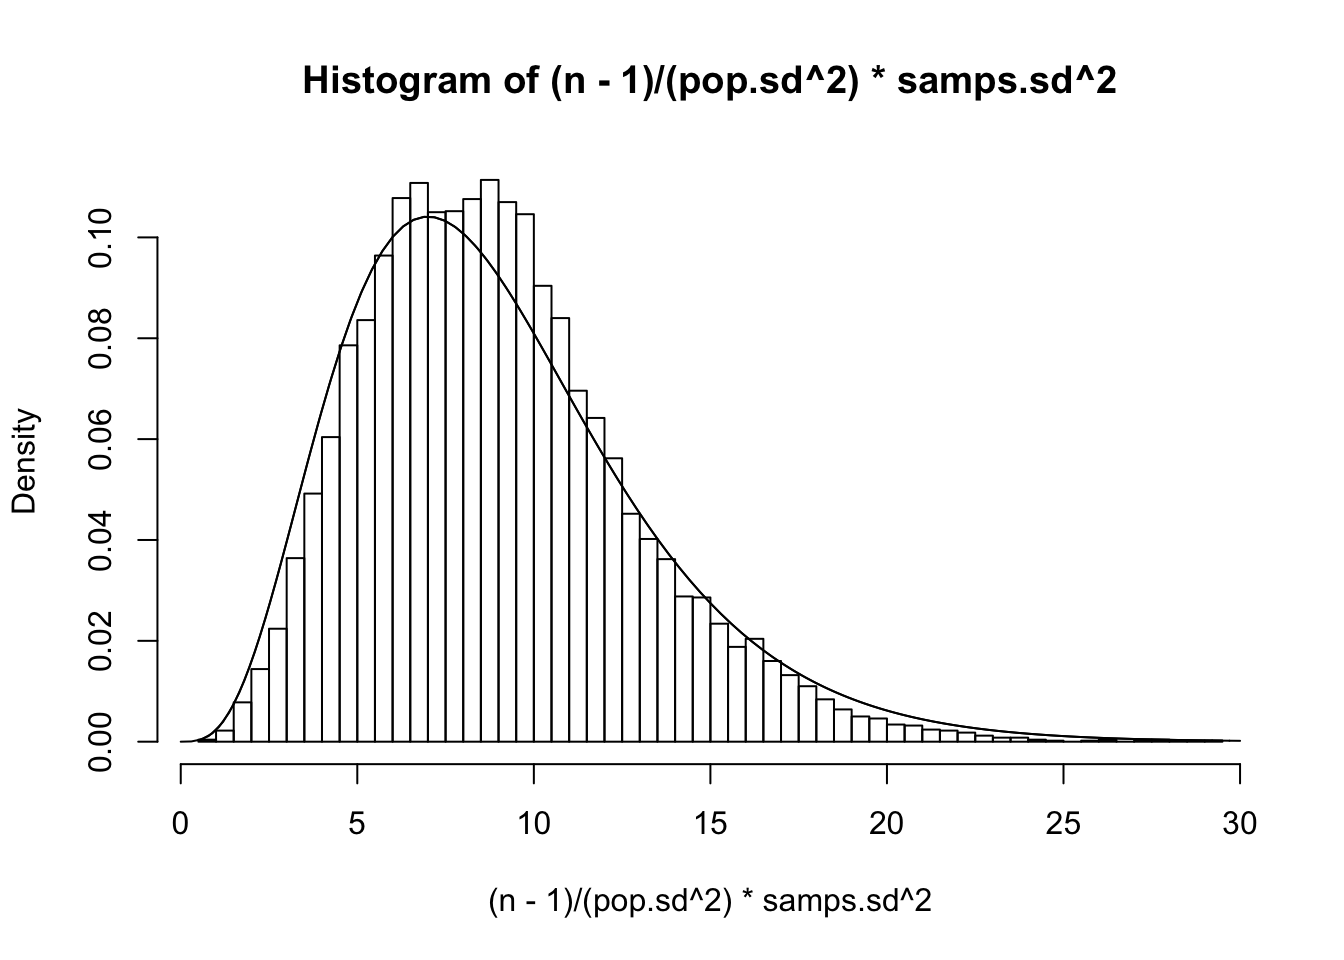 Histogram of (n - 1)/(pop.sd^2) * samps.sd^2
Density
0.10
0.08
0.06
0.04
0.02
0.00
0 5 10 15 20 25 30
(n - 1)/(pop.sd^2) * samps.sd^2